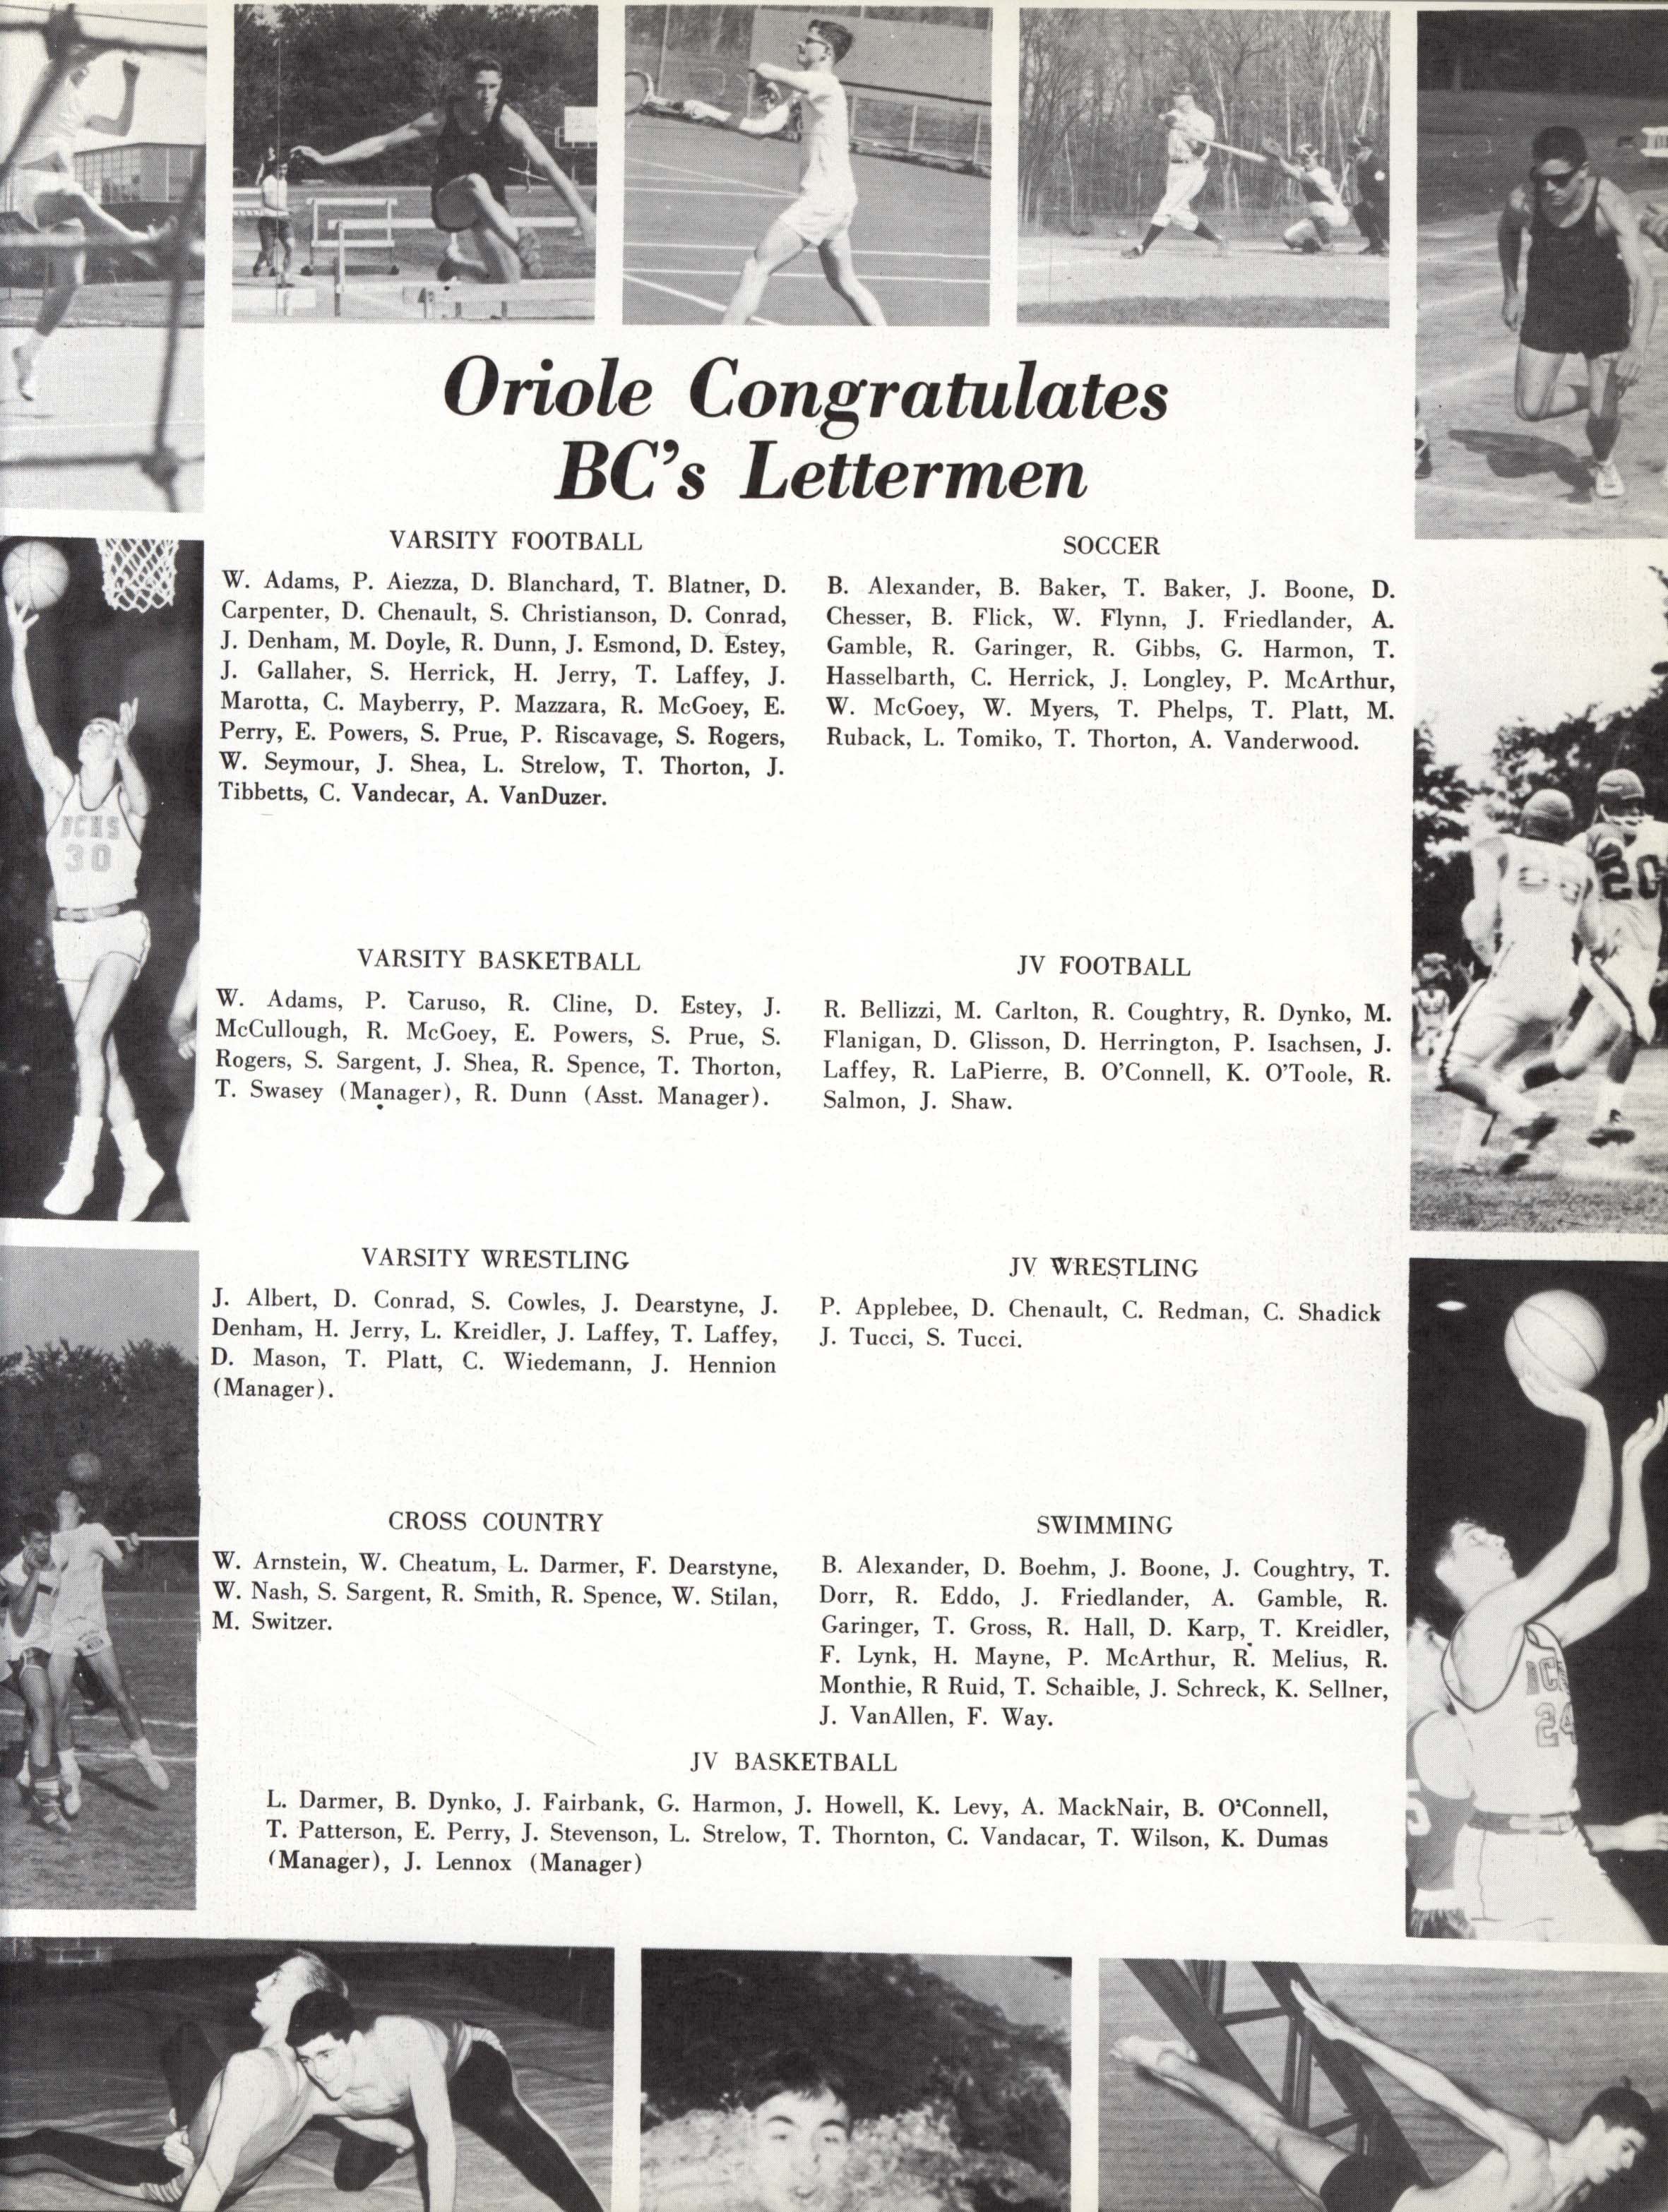 Oriole Congratulates
BC's Lettermen
VARSITY FOOTBALL
W. Adams, P. Aiezza, D. Blanchard, T. Blatner, D.
Carpenter, D. Chenault, S. Christianson, D. Conrad,
J. Denham, M. Doyle, R. Dunn, J. Esmond, D. Estey,
J. Gallaher, S. Herrick, H. Jerry, T. Laffey, J.
Marotta, C. Mayberry, P. Mazzara, R. McGoey, E.
Perry, E. Powers, S. Prue, P. Riscavage, S. Rogers,
W. Seymour, J. Shea, L. Strelow, T. Thorton, J.
Tibbetts, C. Vandecar, A. VanDuzer.
SOCCER
B. Alexander, B. Baker, T. Baker, J. Boone, D.
Chesser, B. Flick, W. Flynn, J. Friedlander, A.
Gamble, R. Garinger, R. Gibbs, G. Harmon, T.
Hasselbarth, C. Herrick, J. Longley, P. McArthur,
W. McGoey, W. Myers, T. Phelps, T. Platt, M.
Ruback, L. Tomiko, T. Thorton, A. Vanderwood.
VARSITY BASKETBALL
W. Adams, P. Caruso, R. Cline, D. Estey, J.
McCullough, R. McGoey, E. Powers, S. Prue, S.
Rogers, S. Sargent, J. Shea, R. Spence, T. Thorton,
T. Swasey (Manager), R. Dunn (Asst. Manager).
JV FOOTBALL
R. Bellizzi, M. Carlton, R. Coughtry, R. Dynko, M.
Flanigan, D. Glisson, D. Herrington, P. Isachsen, J.
Laffey, R. LaPierre, B. O'Connell, K. O'Toole, R.
Salmon, J. Shaw.
VARSITY WRESTLING
J. Albert, D. Conrad, S. Cowles, J. Dearstyne, J.
Denham, H. Jerry, L. Kreidler, J. Laffey, T. Laffey,
D. Mason, T. Platt, C. Wiedemann, J. Hennion
(Manager).
JV WRESTLING
P. Applebee, D. Chenault, C. Redman, C. Shadick
J. Tucci, S. Tucci.
CROSS COUNTRY
W. Arnstein, W. Cheatum, L. Darmer, F. Dearstyne,
W. Nash, S. Sargent, R. Smith, R. Spence, W. Stilan,
M. Switzer.
SWIMMING
B. Alexander, D. Boehm, J. Boone, J. Coughtry, T.
Dorr, R. Eddo, J. Friedlander, A. Gamble, R.
Garinger, T. Gross, R. Hall, D. Karp, T. Kreidler,
F. Lynk, H. Mayne, P. McArthur, R. Melius, R.
Monthie, R Ruid, T. Schaible, J. Schreck, K. Sellner,
J. VanAllen, F. Way.
JV BASKETBALL
L. Darmer, B. Dynko, J. Fairbank, G. Harmon, J. Howell, K. Levy, A. MackNair, B. O'Connell,
T. Patterson, E. Perry, J. Stevenson, L. Strelow, T. Thornton, C. Vandacar, T. Wilson, K. Dumas
(Manager), J. Lennox (Manager)
BCHS
30
20
24